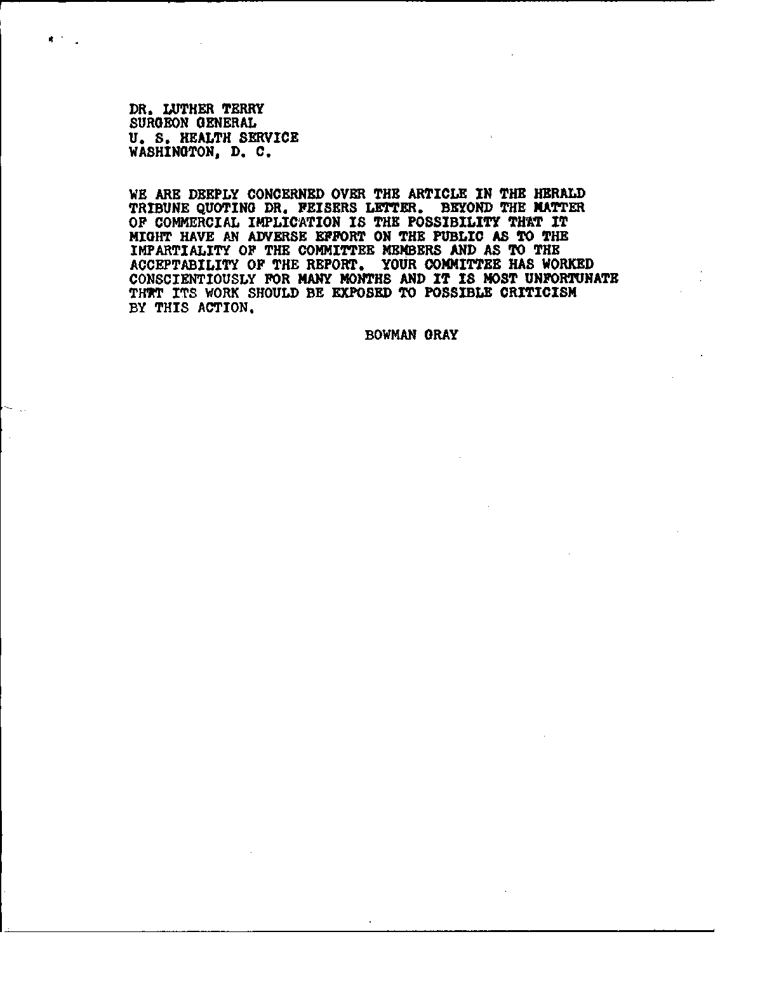 DR. LUTHER TERRY
SURGEON GENERAL
U. S. HEALTH SERVICE
WASHINGTON, D. C.
WE ARE DEEPLY CONCERNED OVER THE ARTICLE IN THE HERALD
TRIBUNE QUOTING DR. FEISERS LETTER. BEYOND THE MATTER
OF COMMERCIAL IMPLICATION IS THE POSSIBILITY THAT IT
MIGHT HAVE AN ADVERSE EFFORT ON THE PUBLIC AS TO THE
IMPARTIALITY OF THE COMMITTEE MEMBERS AND AS TO THE
ACCEPTABILITY OF THE REPORT. YOUR COMMITTEE HAS WORKED
CONSCIENTIOUSLY FOR MANY MONTHS AND IT IS MOST UNFORTUNATE
THAT ITS WORK SHOULD BE EXPOSED TO POSSIBLE CRITICISM
BY THIS ACTION.
BOWMAN GRAY